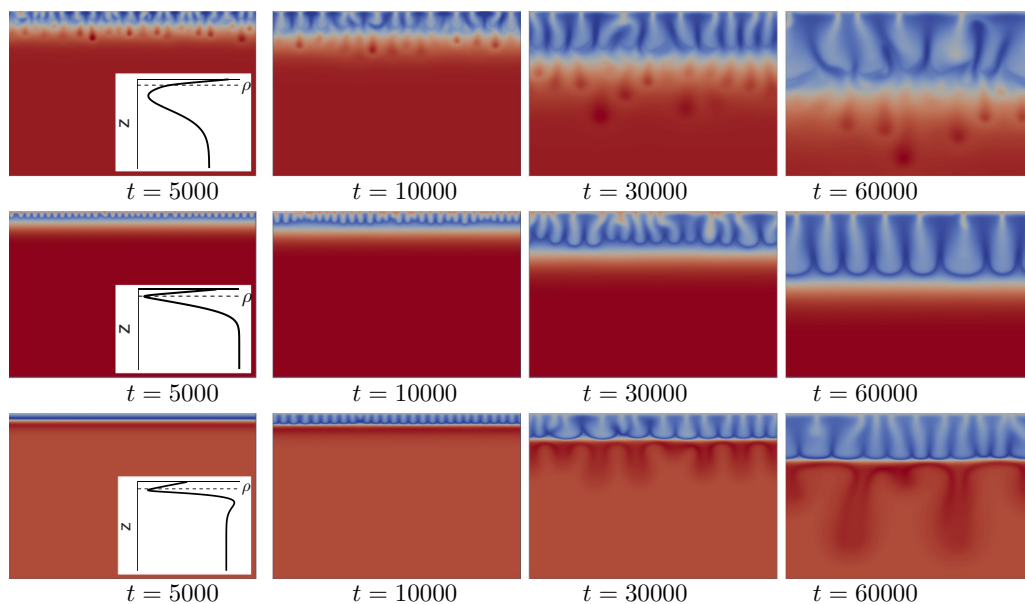 ρ
z
t = 5000 t = 10000 t = 30000 t = 60000
ρ
z
t = 5000 t = 10000 t = 30000 t = 60000
ρ
z
t = 5000 t = 10000 t = 30000 t = 60000